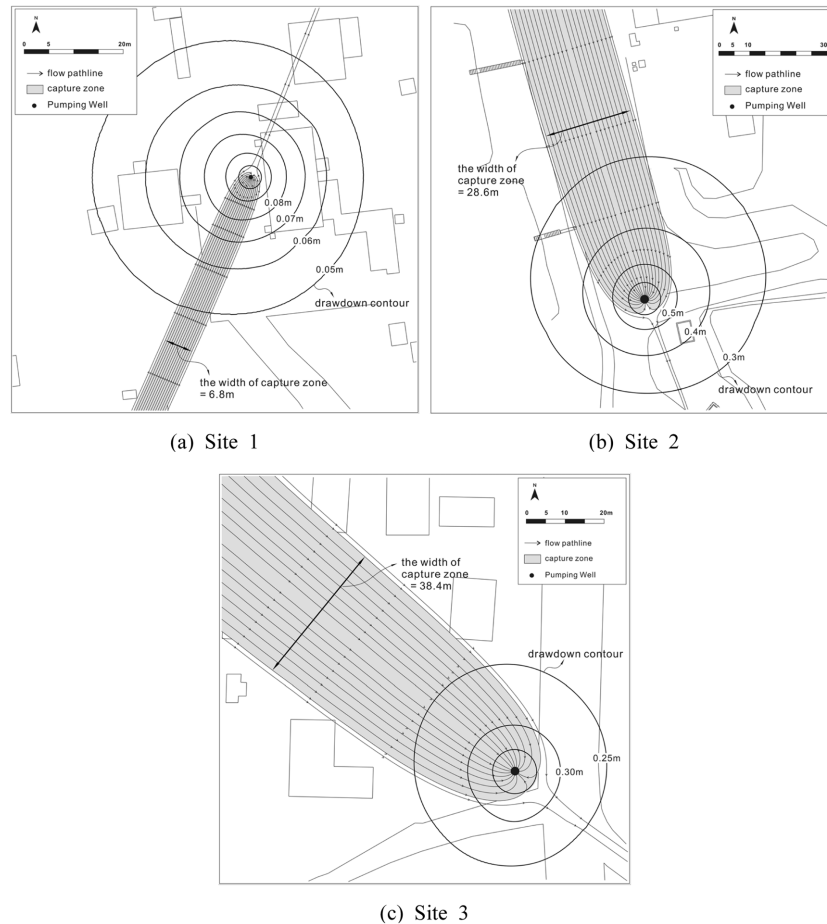 N
0 5 20m
flow pathline
capture zone
Pumping Well
0.08m
0.07m
0.06m
0.05m
drawdown contour
the width of capture zone
= 6.8m
(a) Site 1
N
0 5 10 30m
flow pathline
capture zone
Pumping Well
the width of
capture zone
= 28.6m
0.5m
0.4m
0.3m
drawdown contour
(b) Site 2
N
0 5 10 20m
flow pathline
capture zone
Pumping Well
the width of
capture zone
= 38.4m
drawdown contour
0.25m
0.30m
(c) Site 3